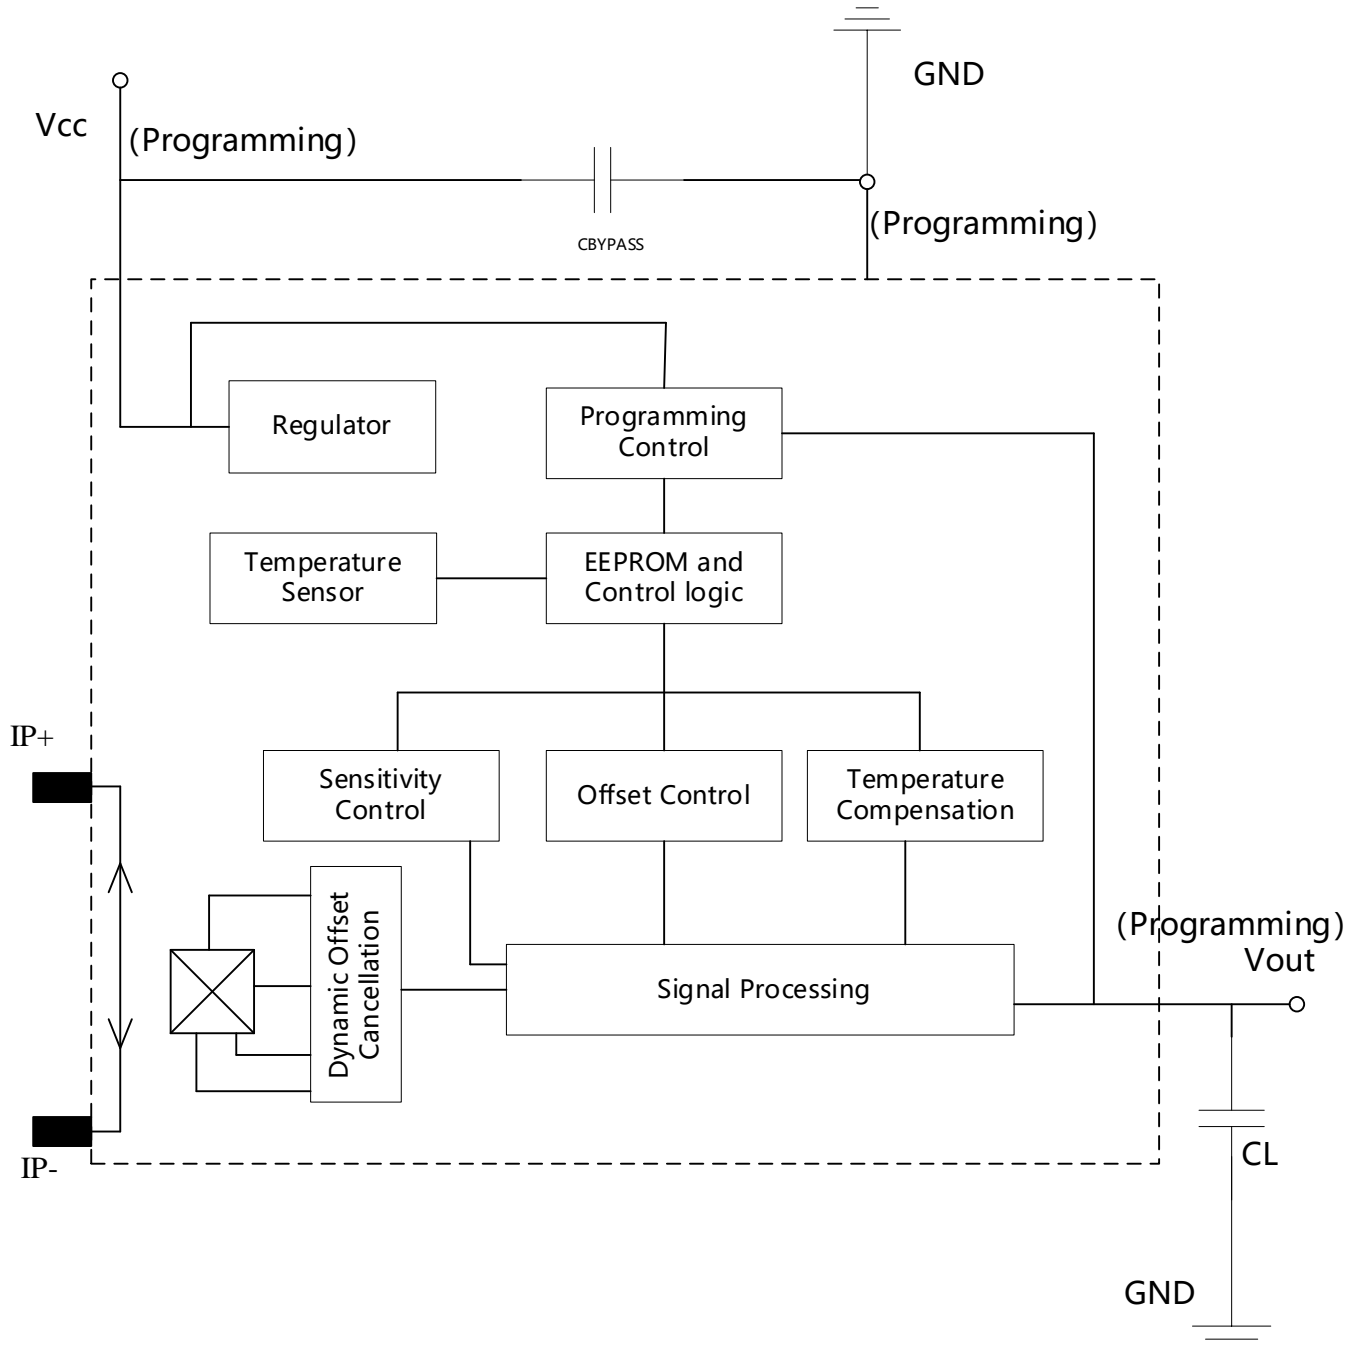 GND
Vcc
(Programming)
(Programming)
CBYPASS
Regulator
Programming
Control
Temperature
Sensor
EEPROM and
Control logic
IP+
Sensitivity
Control
Offset Control
Temperature
Compensation
Dynamic Offset
Cancellation
Signal Processing
(Programming)
Vout
IP-
CL
GND